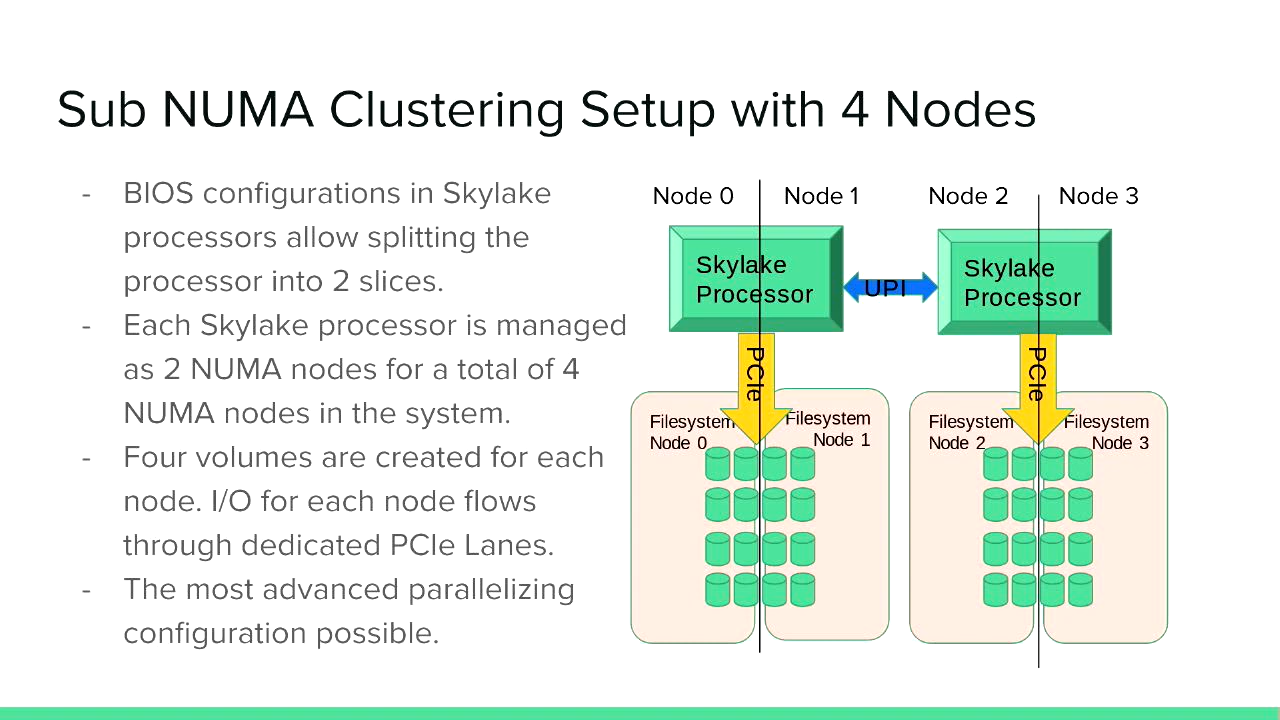 Sub NUMA Clustering Setup with 4 Nodes
- BIOS configurations in Skylake
processors allow splitting the
processor into 2 slices.
- Each Skylake processor is managed
as 2 NUMA nodes for a total of 4
NUMA nodes in the system.
- Four volumes are created for each
node. I/O for each node flows
through dedicated PCIe Lanes.
- The most advanced parallelizing
configuration possible.
Node 0
Node 1
Node 2
Node 3
Skylake
Processor
UPI
Skylake
Processor
PCIe
PCIe
Filesystem
Node 0
Filesystem
Node 1
Filesystem
Node 2
Filesystem
Node 3